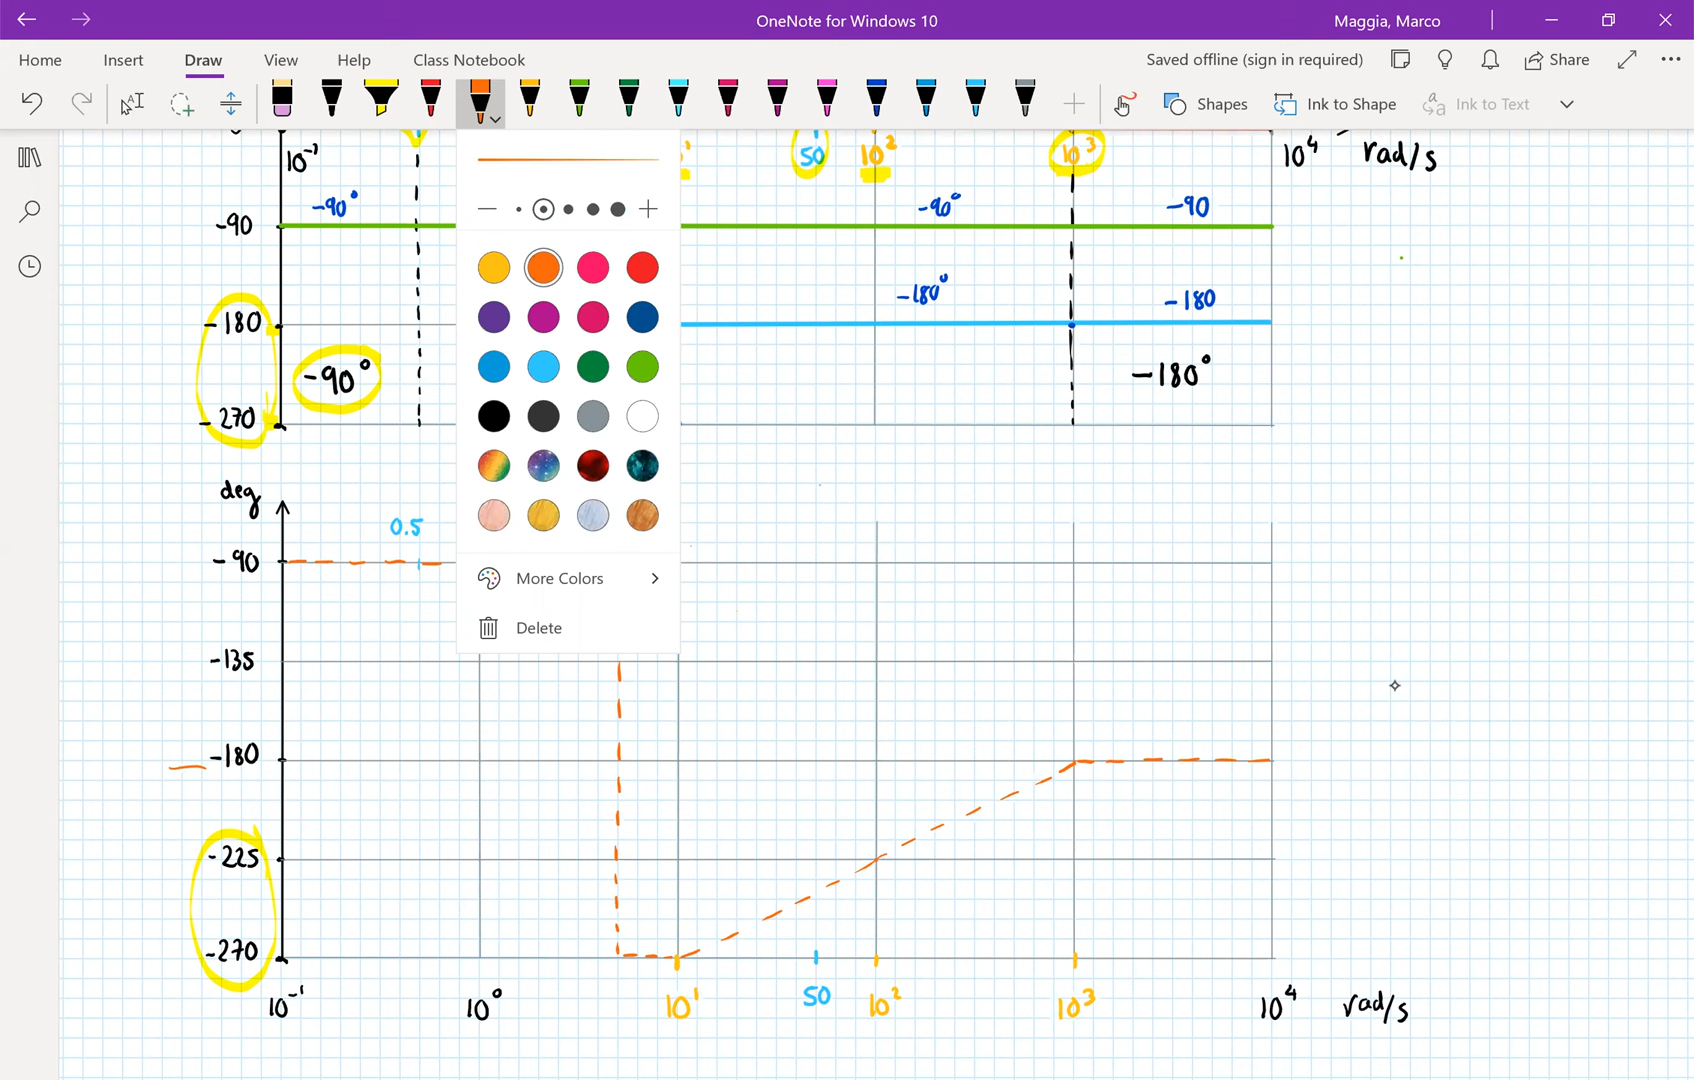 OneNote for Windows 10
Maggia, Marco
Home Insert Draw View Help Class Notebook
Saved offline (sign in required) Share
Shapes Ink to Shape Ink to Text
10⁻¹ 50 10² 10³ 10⁴ rad/s
-90° -90° -90
-90
-180° -180
-180
-90° -180°
-270
deg
0.5
-90
More Colors
Delete
-135
-180
-225
-270
50
10⁻¹ 10⁰ 10¹ 10² 10³ 10⁴ rad/s